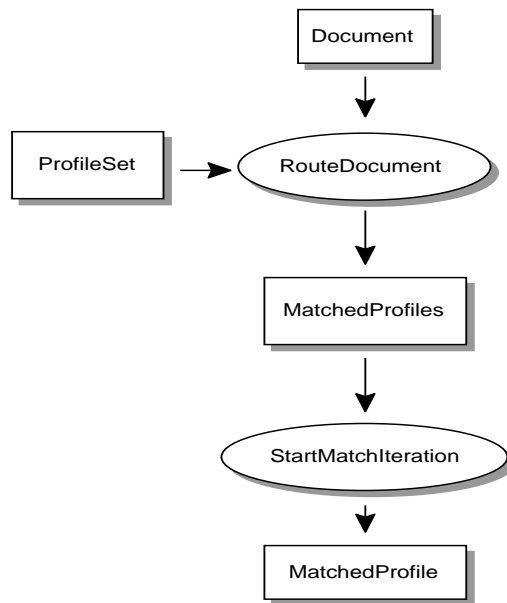 Document
ProfileSet
RouteDocument
MatchedProfiles
StartMatchIteration
MatchedProfile